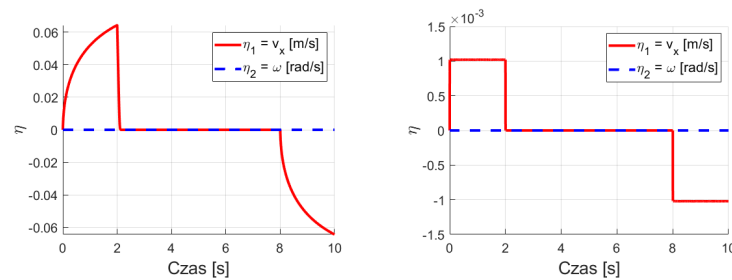 0.06
0.04
0.02
0
-0.02
-0.04
-0.06
η
0 2 4 6 8 10
Czas [s]
η₁ = vₓ [m/s]
η₂ = ω [rad/s]
×10⁻³
1.5
1
0.5
0
-0.5
-1
-1.5
η
0 2 4 6 8 10
Czas [s]
η₁ = vₓ [m/s]
η₂ = ω [rad/s]